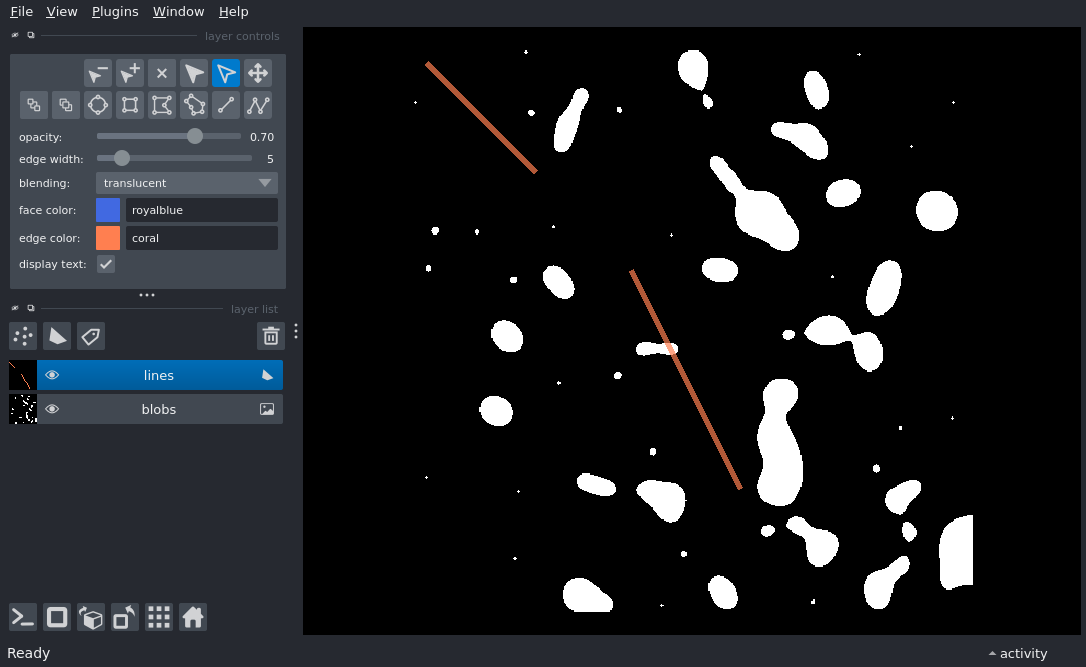 File View Plugins Window Help
layer controls
opacity: 0.70
edge width: 5
blending: translucent
face color: royalblue
edge color: coral
display text:
layer list
lines
blobs
Ready
activity